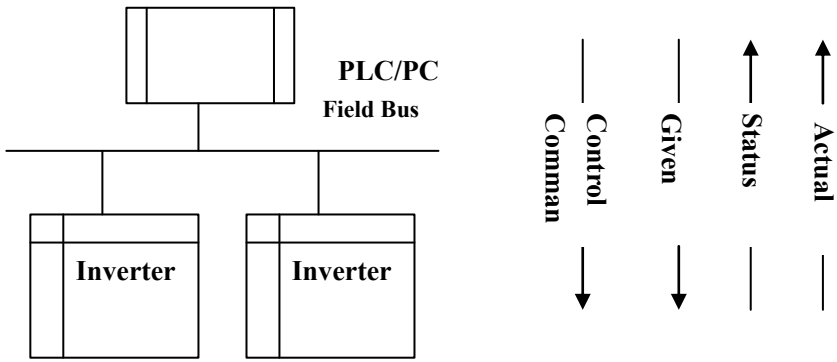 PLC/PC
Field Bus
Inverter
Inverter
Control
Comman
Given
Status
Actual